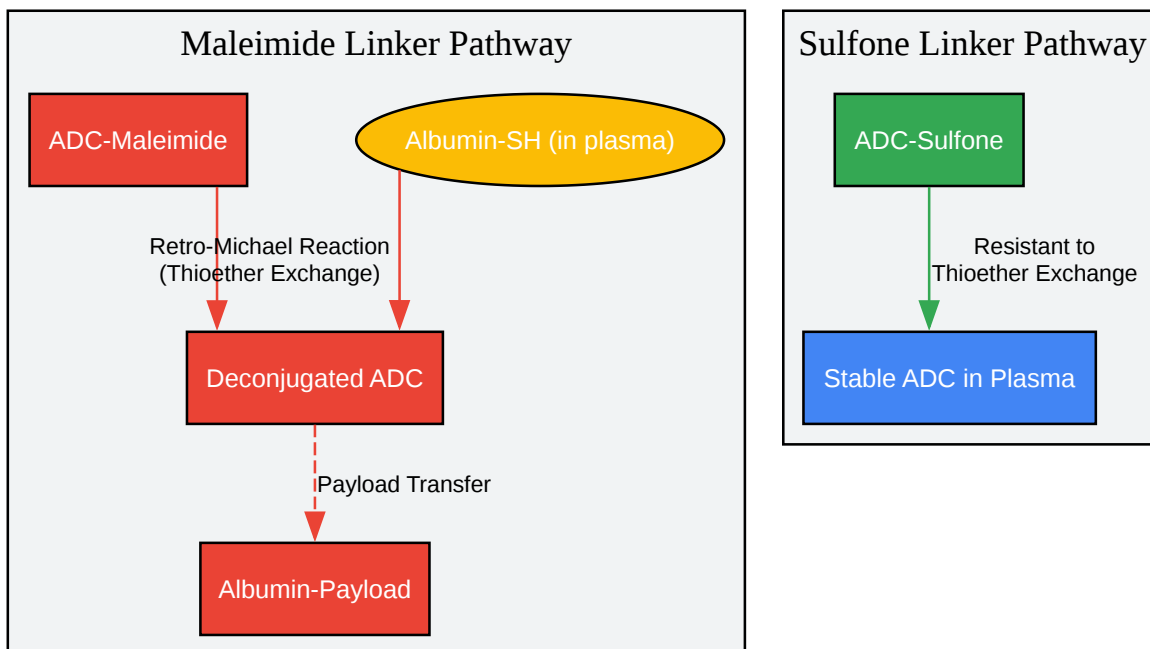 Maleimide Linker Pathway
ADC-Maleimide
Albumin-SH (in plasma)
Retro-Michael Reaction
(Thioether Exchange)
Deconjugated ADC
Payload Transfer
Albumin-Payload
Sulfone Linker Pathway
ADC-Sulfone
Resistant to
Thioether Exchange
Stable ADC in Plasma